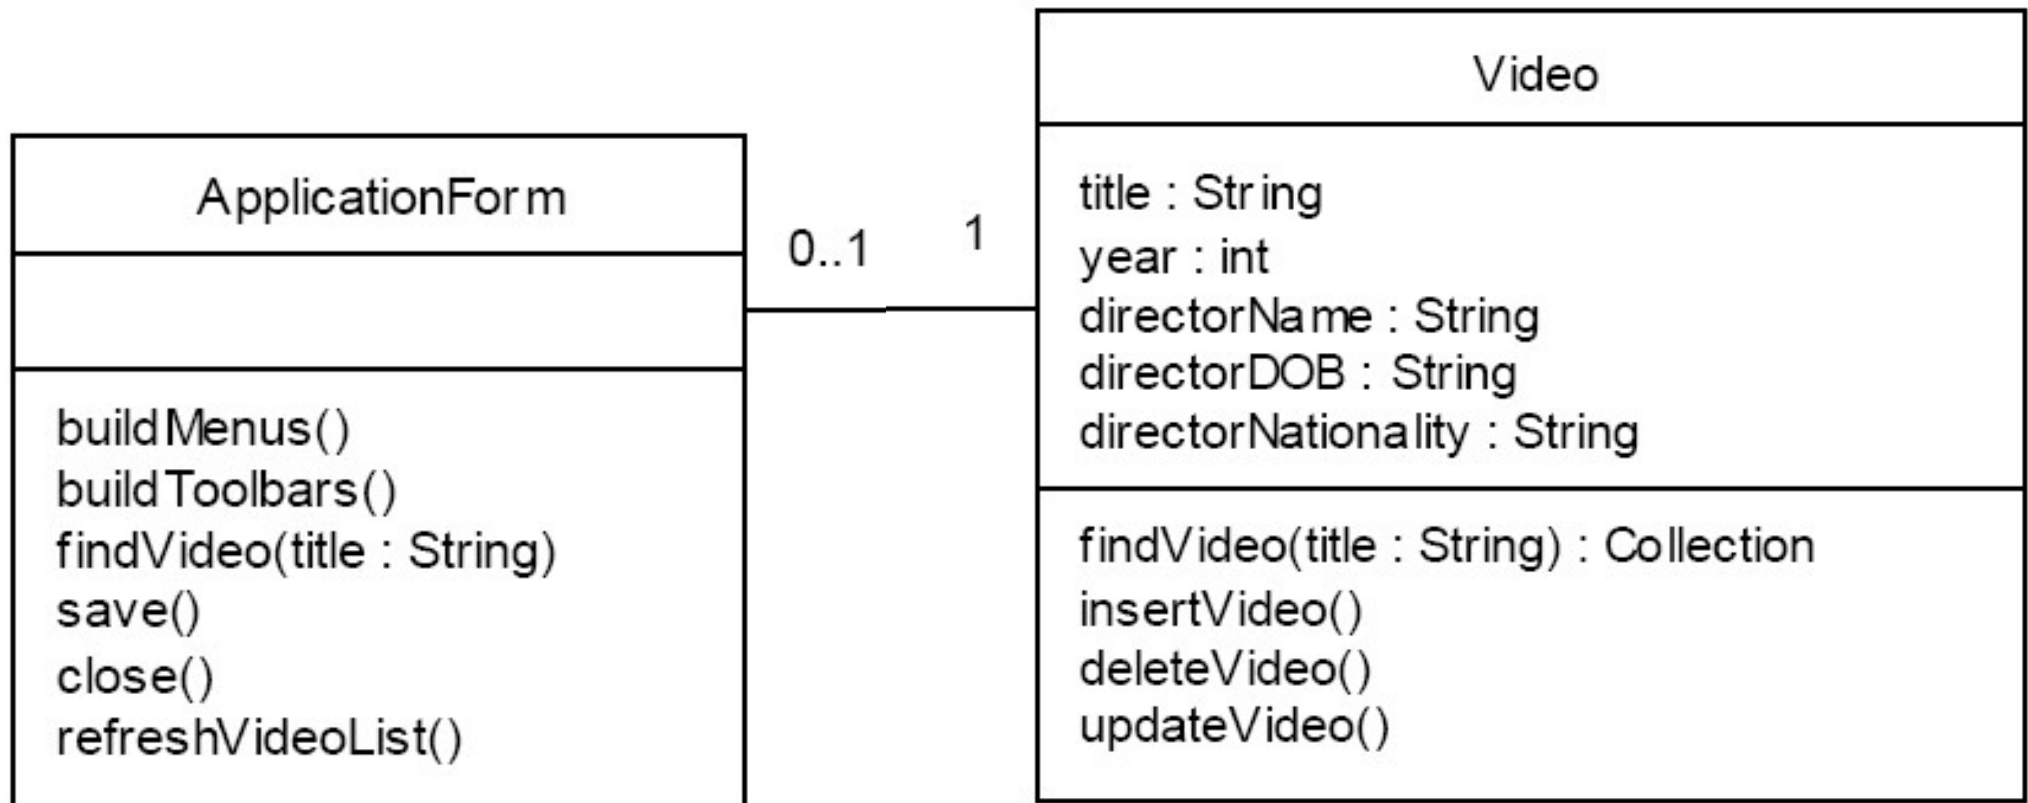 ApplicationForm
buildMenus()
buildToolbars()
findVideo(title : String)
save()
close()
refreshVideoList()
0..1
1
Video
title : String
year : int
directorName : String
directorDOB : String
directorNationality : String
findVideo(title : String) : Collection
insertVideo()
deleteVideo()
updateVideo()